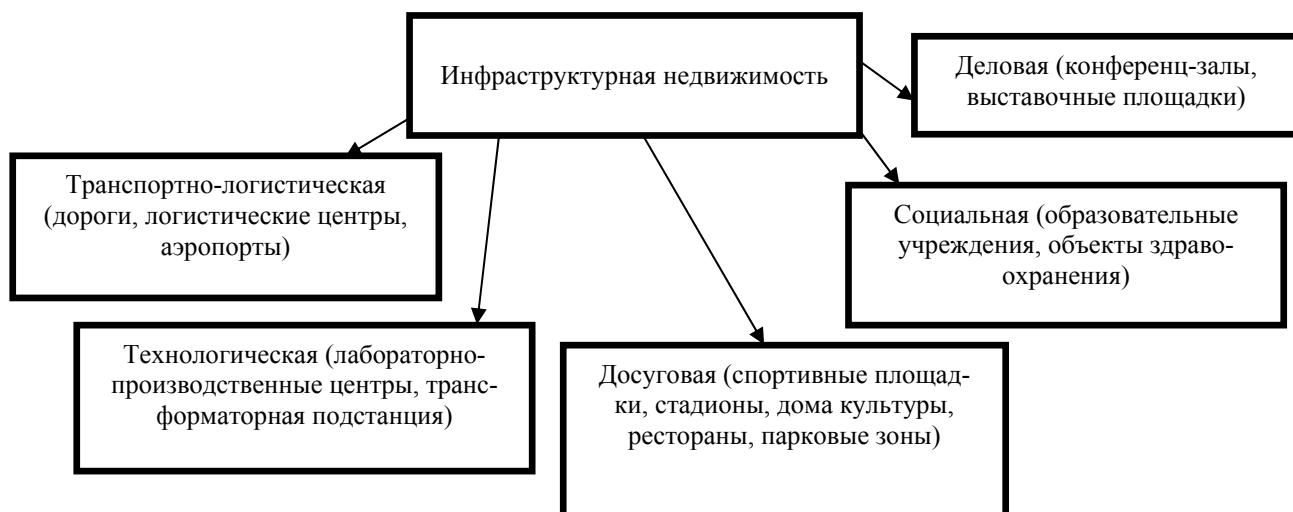 Инфраструктурная недвижимость
Деловая (конференц-залы,
выставочные площадки)
Транспортно-логистическая
(дороги, логистические центры,
аэропорты)
Социальная (образовательные
учреждения, объекты здраво-
охранения)
Технологическая (лабораторно-
производственные центры, транс-
форматорная подстанция)
Досуговая (спортивные площад-
ки, стадионы, дома культуры,
рестораны, парковые зоны)